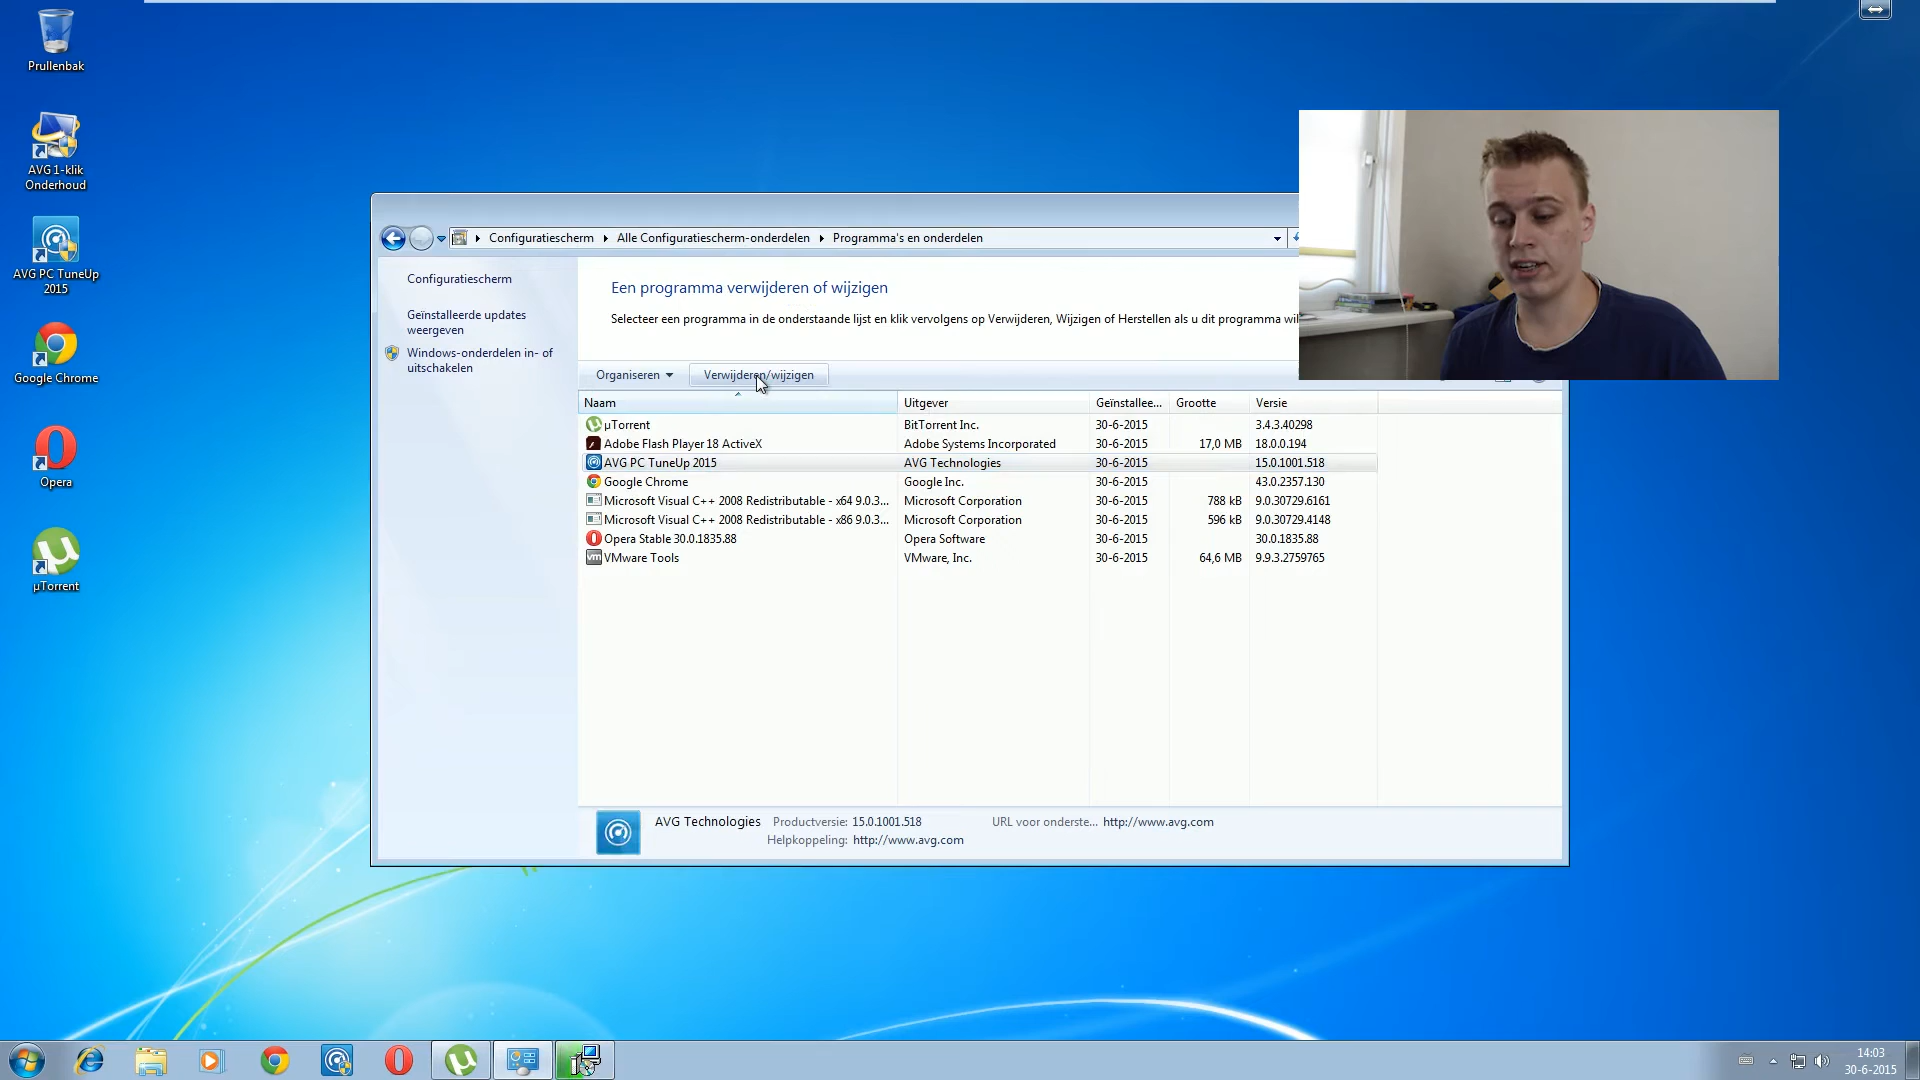 Prullenbak
AVG 1-klik
Onderhoud
AVG PC TuneUp
2015
Google Chrome
Opera
µTorrent
Configuratiescherm
Alle Configuratiescherm-onderdelen
Programma's en onderdelen
Configuratiescherm
Geïnstalleerde updates
weergeven
Windows-onderdelen in- of
uitschakelen
Een programma verwijderen of wijzigen
Selecteer een programma in de onderstaande lijst en klik vervolgens op Verwijderen, Wijzigen of Herstellen als u dit programma wil
Organiseren
Verwijderen/wijzigen
Naam Uitgever Geïnstallee... Grootte Versie
µTorrent BitTorrent Inc. 30-6-2015 3.4.3.40298
Adobe Flash Player 18 ActiveX Adobe Systems Incorporated 30-6-2015 17,0 MB 18.0.0.194
AVG PC TuneUp 2015 AVG Technologies 30-6-2015 15.0.1001.518
Google Chrome Google Inc. 30-6-2015 43.0.2357.130
Microsoft Visual C++ 2008 Redistributable - x64 9.0.3... Microsoft Corporation 30-6-2015 788 kB 9.0.30729.6161
Microsoft Visual C++ 2008 Redistributable - x86 9.0.3... Microsoft Corporation 30-6-2015 596 kB 9.0.30729.4148
Opera Stable 30.0.1835.88 Opera Software 30-6-2015 30.0.1835.88
vm VMware Tools VMware, Inc. 30-6-2015 64,6 MB 9.9.3.2759765
AVG Technologies Productversie: 15.0.1001.518 URL voor onderste... http://www.avg.com
Helpkoppeling: http://www.avg.com
14:03
30-6-2015